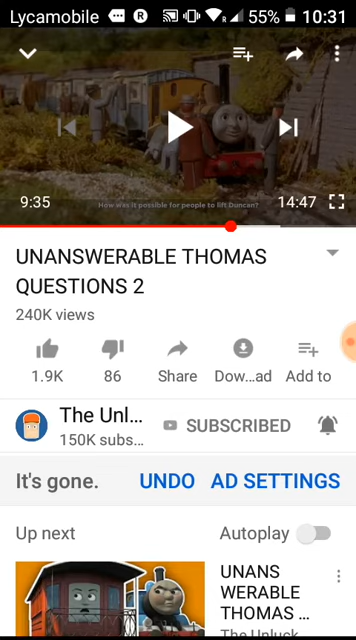 Lycamobile R R 55% 10:31
9:35 How was it possible for people to lift Duncan? 14:47
UNANSWERABLE THOMAS
QUESTIONS 2
240K views
1.9K 86 Share Dow...ad Add to
The Unl...
SUBSCRIBED
150K subs...
It's gone. UNDO AD SETTINGS
Up next Autoplay
UNANS
WERABLE
THOMAS ...
The Unluck